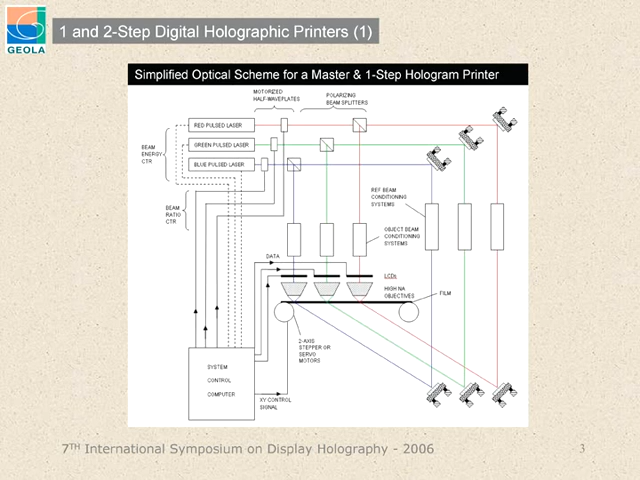 GEOLA
1 and 2-Step Digital Holographic Printers (1)
Simplified Optical Scheme for a Master & 1-Step Hologram Printer
MOTORIZED
HALF-WAVEPLATES
POLARIZING
BEAM SPLITTERS
RED PULSED LASER
GREEN PULSED LASER
BLUE PULSED LASER
BEAM
ENERGY
CTR
BEAM
RATIO
CTR
REF BEAM
CONDITIONING
SYSTEMS
OBJECT BEAM
CONDITIONING
SYSTEMS
DATA
LCDs
HIGH NA
OBJECTIVES
FILM
2-AXIS
STEPPER OR
SERVO
MOTORS
SYSTEM
CONTROL
COMPUTER
XY CONTROL
SIGNAL
7TH International Symposium on Display Holography - 2006
3